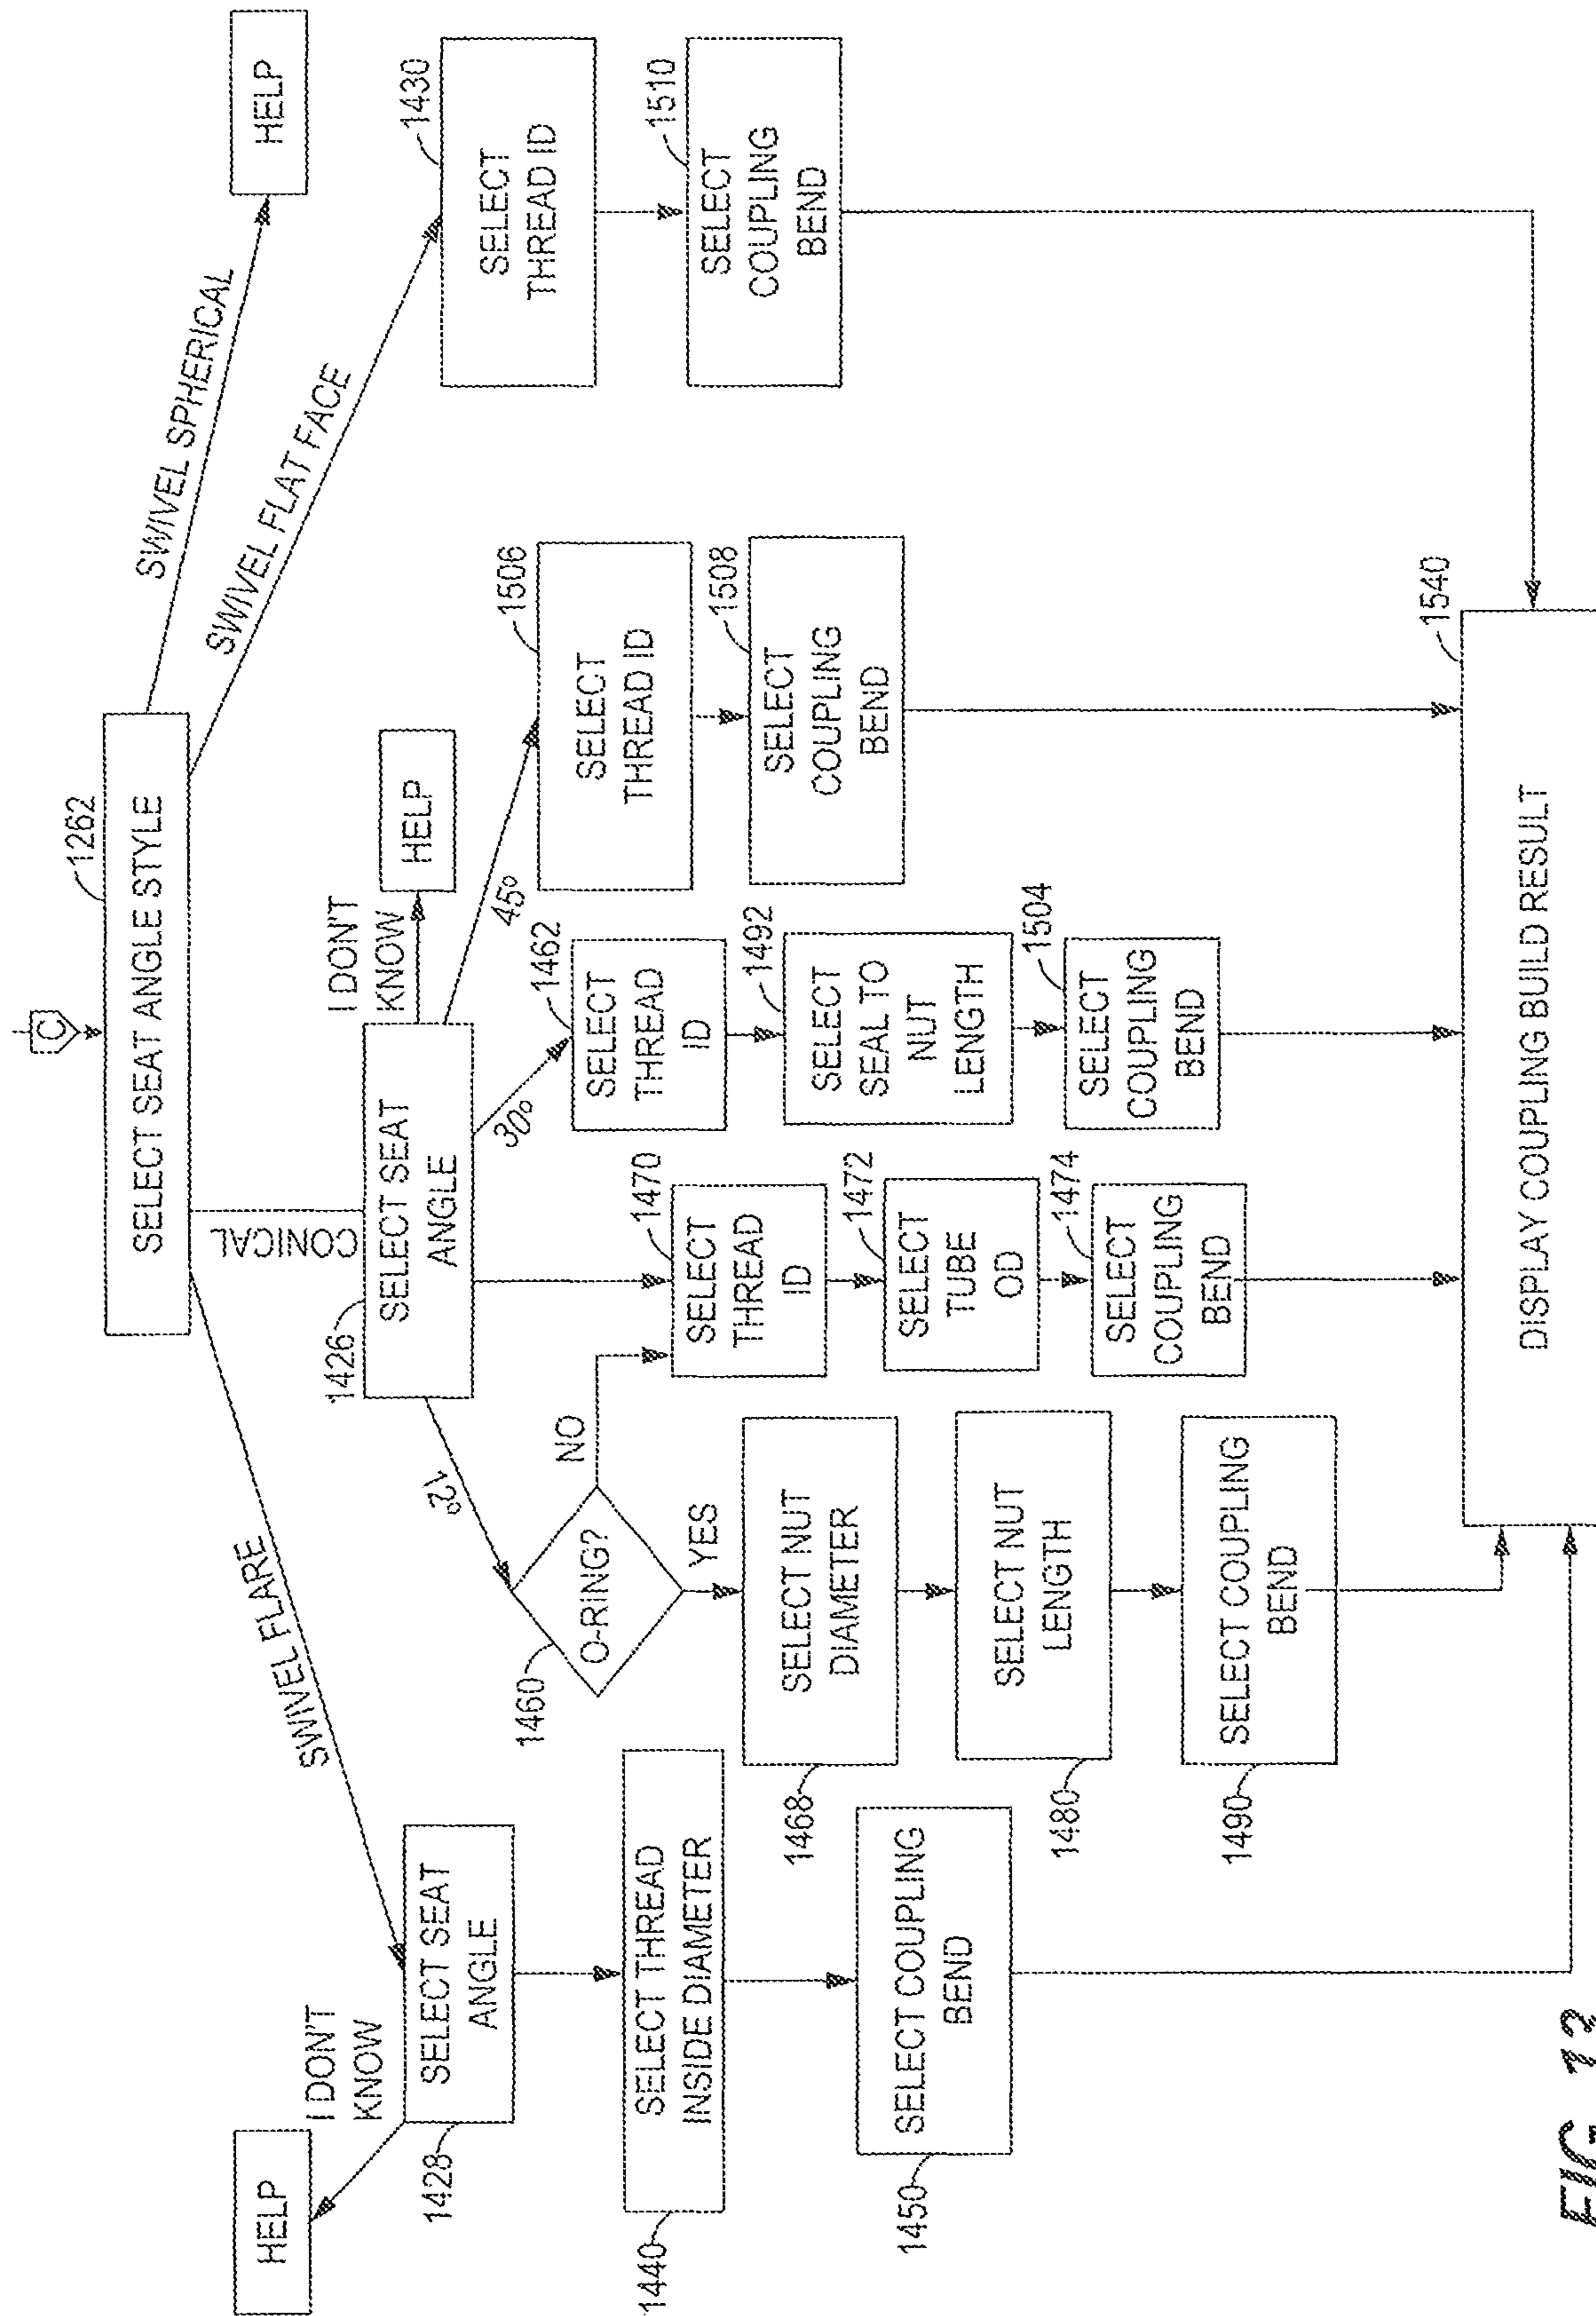 C
1262
SELECT SEAT ANGLE STYLE
SWIVEL FLARE
CONICAL
SWIVEL SPHERICAL
SWIVEL FLAT FACE
HELP
I DON'T
KNOW
1428
SELECT SEAT
ANGLE
1440
SELECT THREAD
INSIDE DIAMETER
1450
SELECT COUPLING
BEND
1426
SELECT SEAT
ANGLE
I DON'T
KNOW
HELP
12°
30°
45°
1460
O-RING?
NO
YES
1468
SELECT NUT
DIAMETER
1480
SELECT NUT
LENGTH
1490
SELECT COUPLING
BEND
1470
SELECT
THREAD
ID
1472
SELECT
TUBE
OD
1474
SELECT
COUPLING
BEND
1462
SELECT
THREAD
ID
1492
SELECT
SEAL TO
NUT
LENGTH
1504
SELECT
COUPLING
BEND
1506
SELECT
THREAD ID
1508
SELECT
COUPLING
BEND
HELP
1430
SELECT
THREAD ID
1510
SELECT
COUPLING
BEND
1540
DISPLAY COUPLING BUILD RESULT
FIG. 13